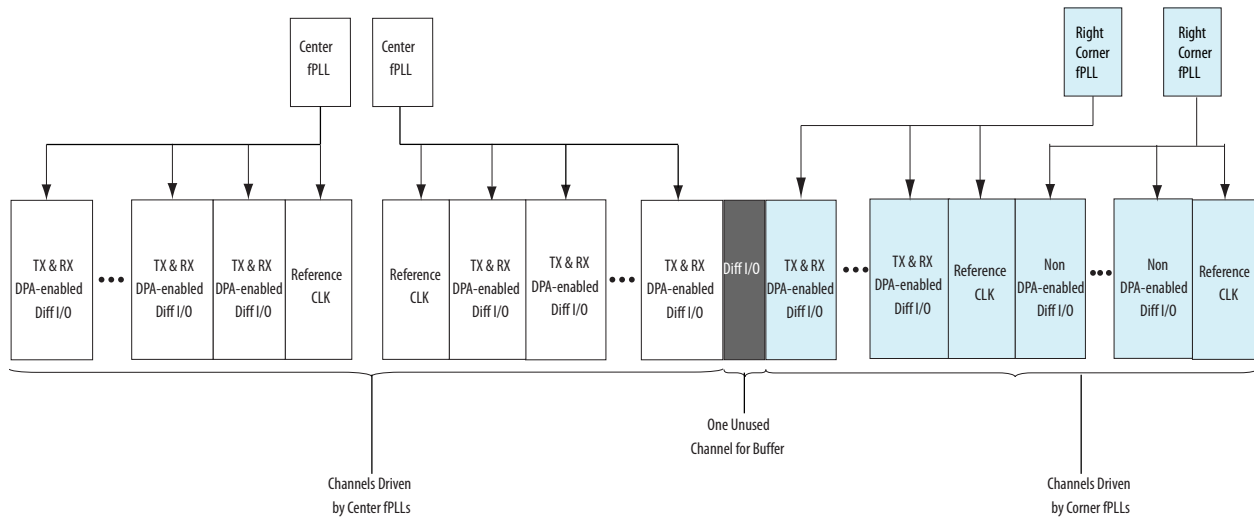 Center
fPLL
Center
fPLL
Right
Corner
fPLL
Right
Corner
fPLL
TX & RX
DPA-enabled
Diff I/O
•••
TX & RX
DPA-enabled
Diff I/O
TX & RX
DPA-enabled
Diff I/O
Reference
CLK
Reference
CLK
TX & RX
DPA-enabled
Diff I/O
TX & RX
DPA-enabled
Diff I/O
•••
TX & RX
DPA-enabled
Diff I/O
Diff I/O
TX & RX
DPA-enabled
Diff I/O
•••
TX & RX
DPA-enabled
Diff I/O
Reference
CLK
Non
DPA-enabled
Diff I/O
•••
Non
DPA-enabled
Diff I/O
Reference
CLK
One Unused
Channel for Buffer
Channels Driven
by Center fPLLs
Channels Driven
by Corner fPLLs